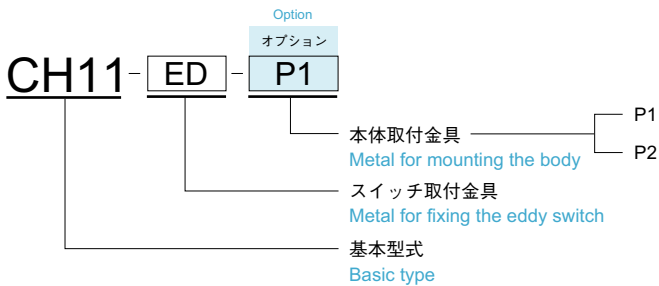 Option
オプション
CH11-ED-P1
P1
本体取付金具
Metal for mounting the body
P2
スイッチ取付金具
Metal for fixing the eddy switch
基本型式
Basic type